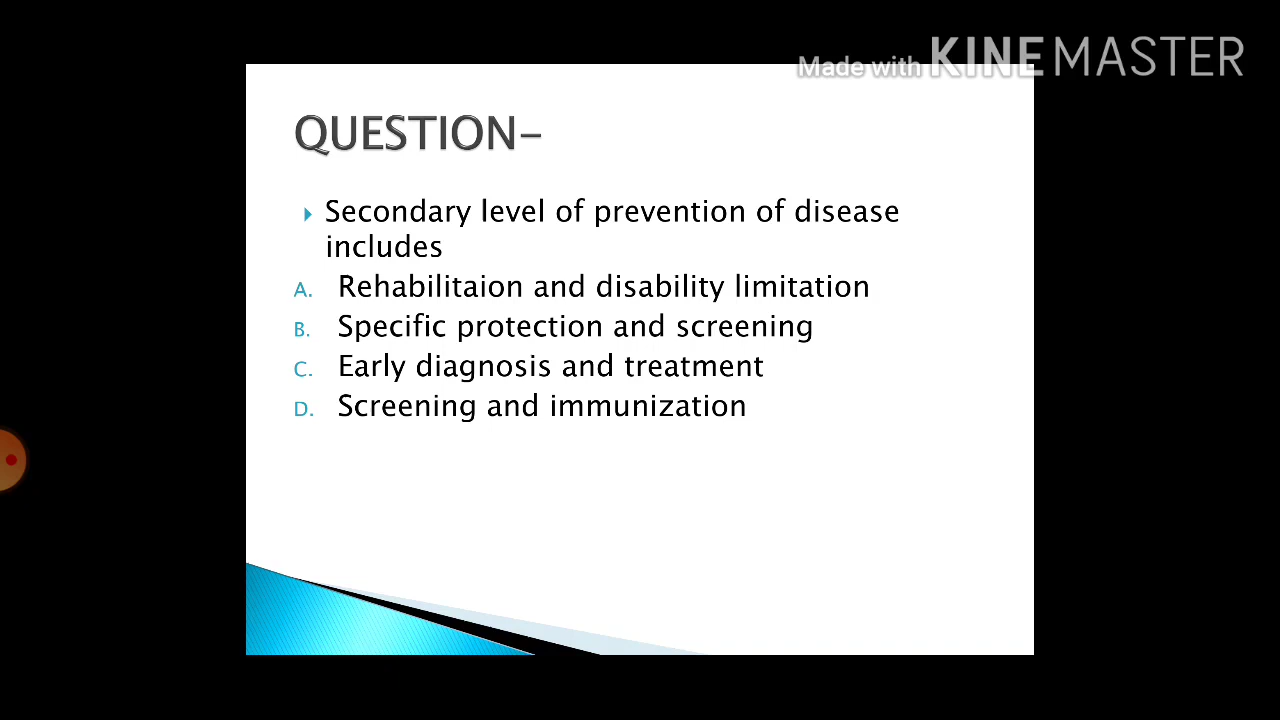 Made with KINEMASTER
QUESTION-
Secondary level of prevention of disease
includes
A. Rehabilitaion and disability limitation
B. Specific protection and screening
C. Early diagnosis and treatment
D. Screening and immunization